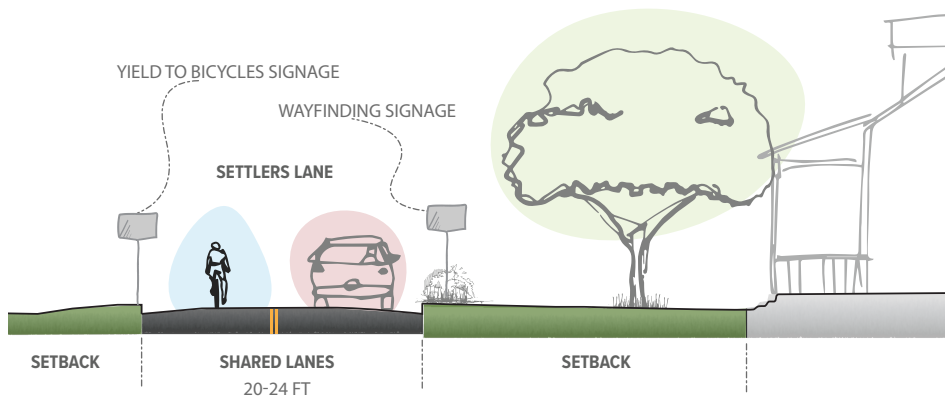 YIELD TO BICYCLES SIGNAGE
WAYFINDING SIGNAGE
SETTLERS LANE
SETBACK
SHARED LANES
SETBACK
20-24 FT